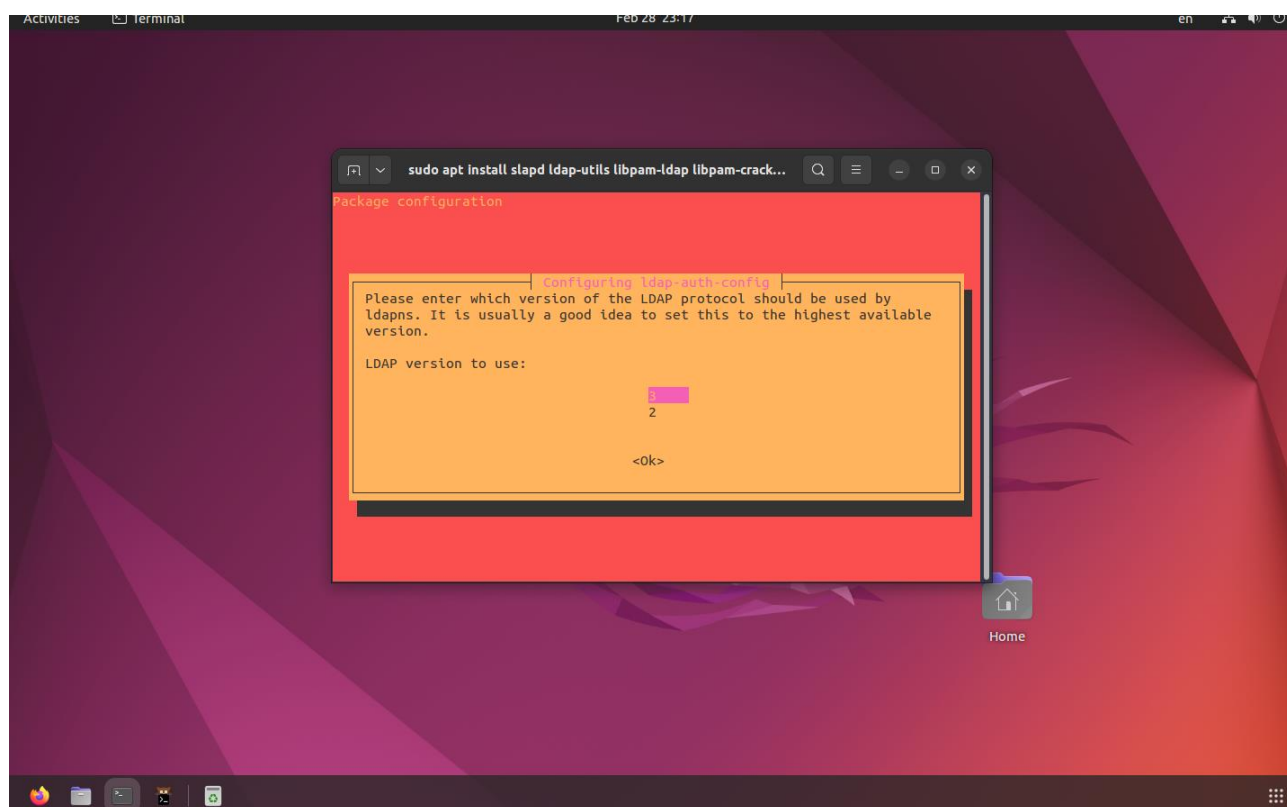 Activities Terminal Feb 28 23:17 en
sudo apt install slapd ldap-utils libpam-ldap libpam-crack...
Package configuration
Configuring ldap-auth-config
Please enter which version of the LDAP protocol should be used by
ldapns. It is usually a good idea to set this to the highest available
version.
LDAP version to use:
3
2
<Ok>
Home